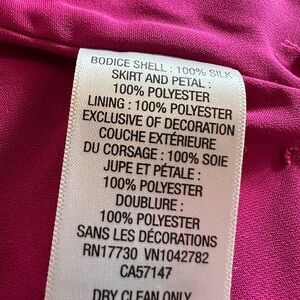 BODICE SHELL : 100% SILK
SKIRT AND PETAL :
100% POLYESTER
LINING : 100% POLYESTER
EXCLUSIVE OF DECORATION
COUCHE EXTÉRIEURE
DU CORSAGE : 100% SOIE
JUPE ET PÉTALE :
100% POLYESTER
DOUBLURE :
100% POLYESTER
SANS LES DÉCORATIONS
RN17730 VN1042782
CA57147
DRY CLEAN ONLY